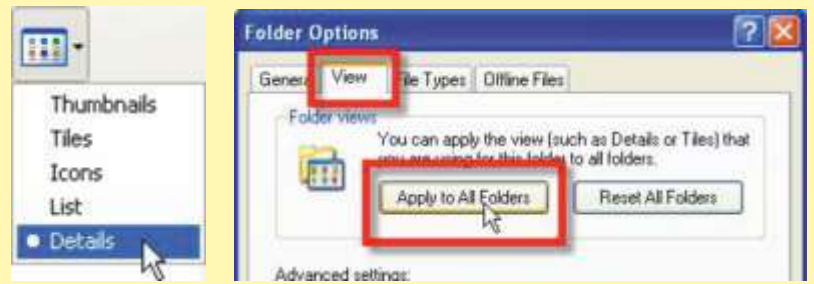 Thumbnails
Tiles
Icons
List
Details
Folder Options
General View File Types Offline Files
Folder views
You can apply the view (such as Details or Tiles) that
you are using for this folder to all folders.
Apply to All Folders Reset All Folders
Advanced settings: